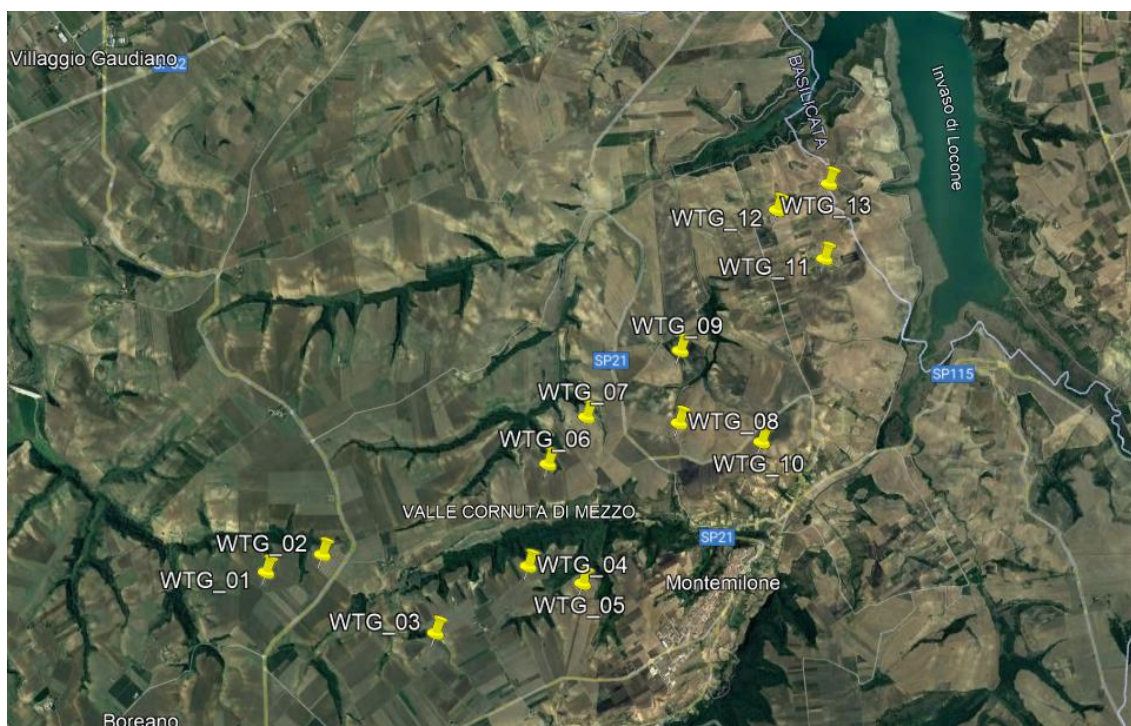 Villaggio Gaudiano
SP82
BASILICATA
Invaso di Locone
WTG_12
WTG_13
WTG_11
WTG_09
SP21
SP115
WTG_07
WTG_08
WTG_06
WTG_10
VALLE CORNUTA DI MEZZO
SP21
WTG_02
WTG_01
WTG_04
WTG_05
Montemilone
WTG_03
Boreano